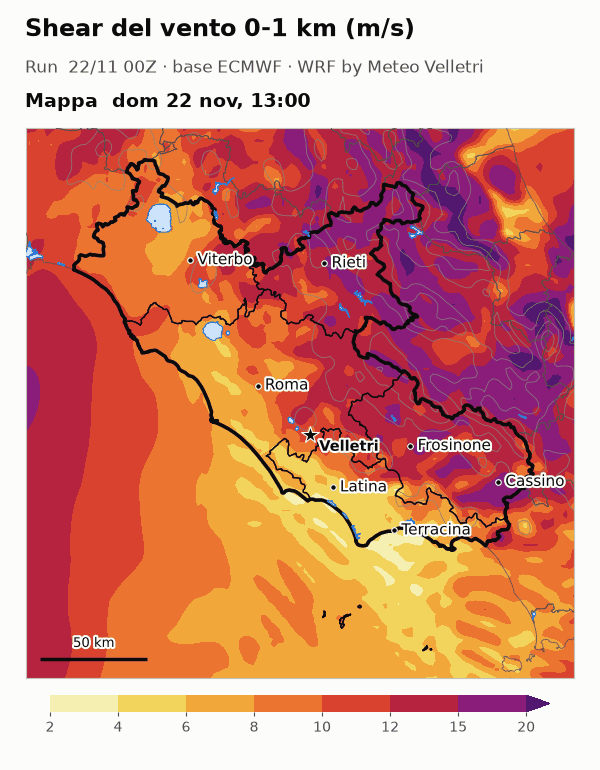 Shear del vento 0-1 km (m/s)
Run  22/11 00Z · base ECMWF · WRF by Meteo Velletri
Mappa  dom 22 nov, 13:00
Viterbo
Rieti
Roma
Velletri
Frosinone
Latina
Cassino
Terracina
50 km
2 4 6 8 10 12 15 20